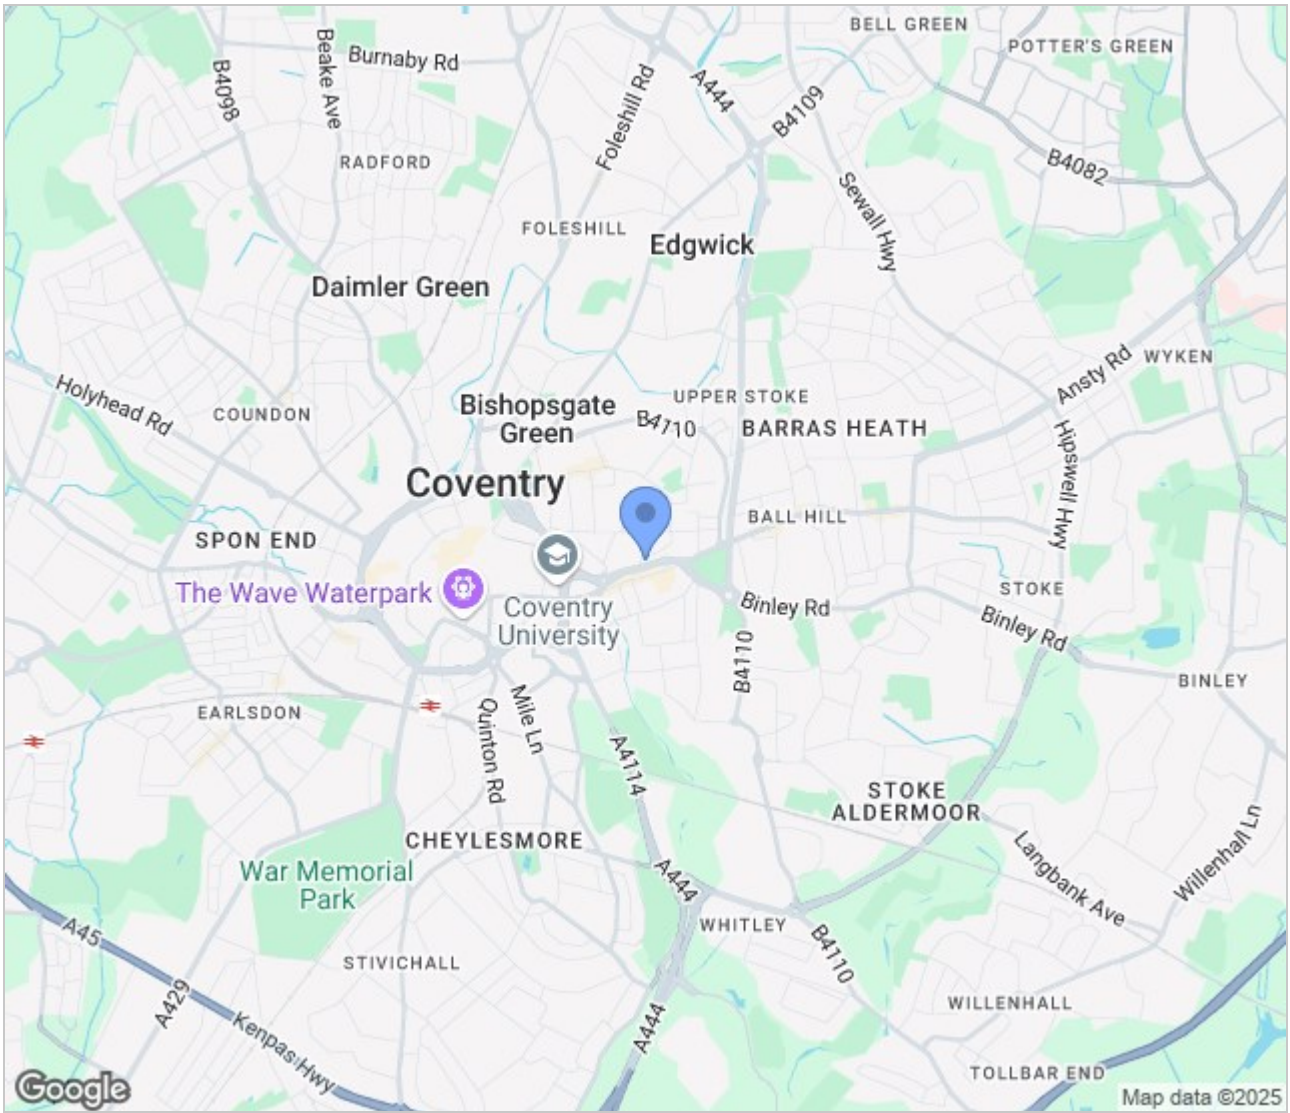 BELL GREEN
POTTER'S GREEN
Burnaby Rd
Beake Ave
B4098
Foleshill Rd
A444
B4109
B4082
RADFORD
Sewall Hwy
FOLESHILL
Edgwick
Daimler Green
WYKEN
Ansty Rd
Holyhead Rd
COUNDON
Bishopsgate
Green
B4110
UPPER STOKE
BARRAS HEATH
Hipswell Hwy
Coventry
BALL HILL
SPON END
The Wave Waterpark
Coventry
University
Binley Rd
STOKE
Binley Rd
B4110
BINLEY
EARLSDON
Quinton Rd
Mile Ln
A4114
STOKE
ALDERMOOR
CHEYLESMORE
War Memorial
Park
A444
Langbank Ave
Willenhall Ln
WHITLEY
B4110
A45
STIVICHALL
A429
Kenpas Hwy
A444
WILLENHALL
TOLLBAR END
Google
Map data ©2025